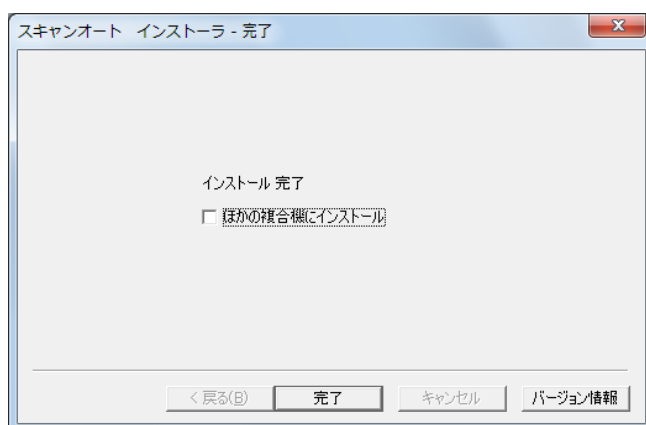 スキャンオート インストーラ - 完了
インストール 完了
ほかの複合機にインストール
< 戻る(B) 完了 キャンセル バージョン情報